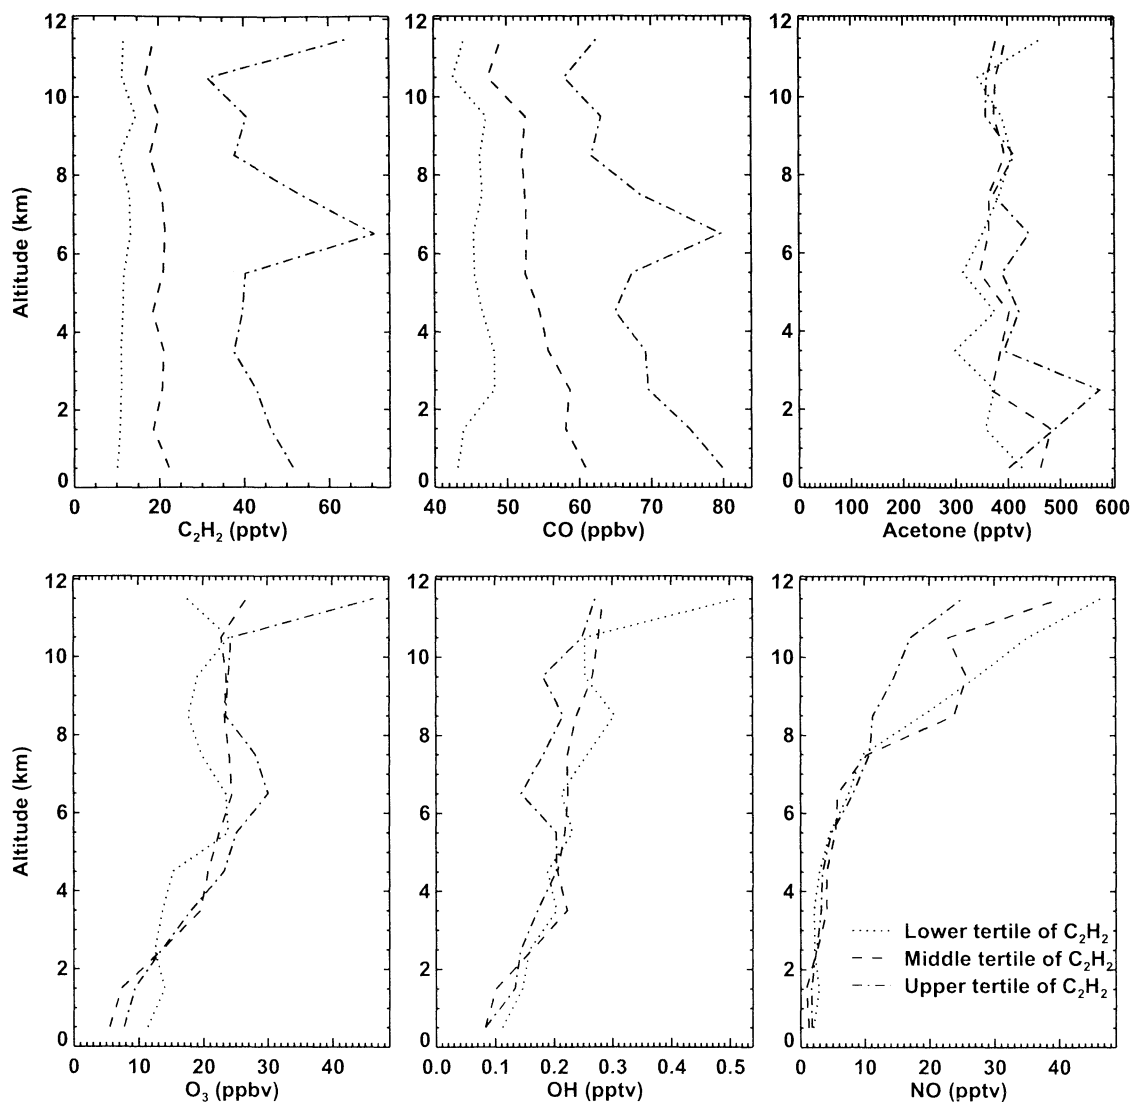 12
10
8
6
4
2
0
Altitude (km)
0 20 40 60
C₂H₂ (pptv)
12
10
8
6
4
2
0
40 50 60 70 80
CO (ppbv)
12
10
8
6
4
2
0
0 100 200 300 400 500 600
Acetone (pptv)
12
10
8
6
4
2
0
Altitude (km)
0 10 20 30 40
O₃ (ppbv)
12
10
8
6
4
2
0
0.0 0.1 0.2 0.3 0.4 0.5
OH (pptv)
12
10
8
6
4
2
0
Lower tertile of C₂H₂
Middle tertile of C₂H₂
Upper tertile of C₂H₂
0 10 20 30 40
NO (pptv)